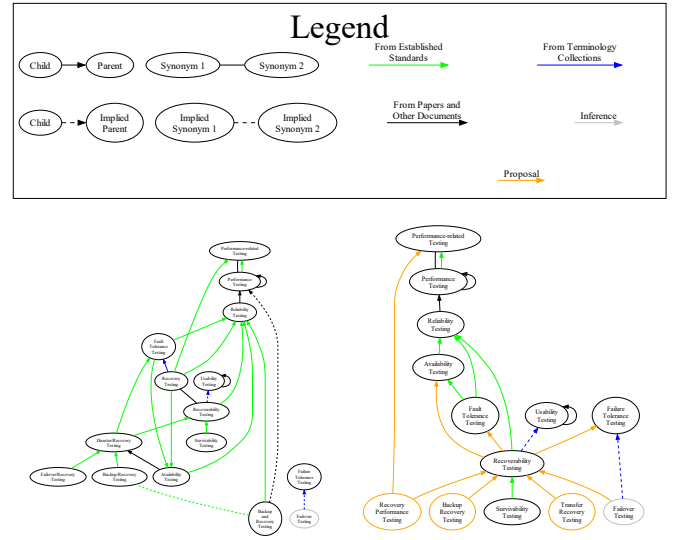 Legend
From Established
Standards
From Terminology
Collections
Child
Parent
Synonym 1
Synonym 2
From Papers and
Other Documents
Inference
Child
Implied
Parent
Implied
Synonym 1
Implied
Synonym 2
Proposal
Performance-related
Testing
Performance
Testing
Reliability
Testing
Fault
Tolerance
Testing
Recovery
Testing
Usability
Testing
Recoverability
Testing
Disaster/Recovery
Testing
Survivability
Testing
Failover/Recovery
Testing
Backup/Recovery
Testing
Availability
Testing
Failure
Tolerance
Testing
Backup
and
Recovery
Testing
Failover
Testing
Performance-related
Testing
Performance
Testing
Reliability
Testing
Availability
Testing
Fault
Tolerance
Testing
Usability
Testing
Failure
Tolerance
Testing
Recoverability
Testing
Recovery
Performance
Testing
Backup
Recovery
Testing
Survivability
Testing
Transfer
Recovery
Testing
Failover
Testing